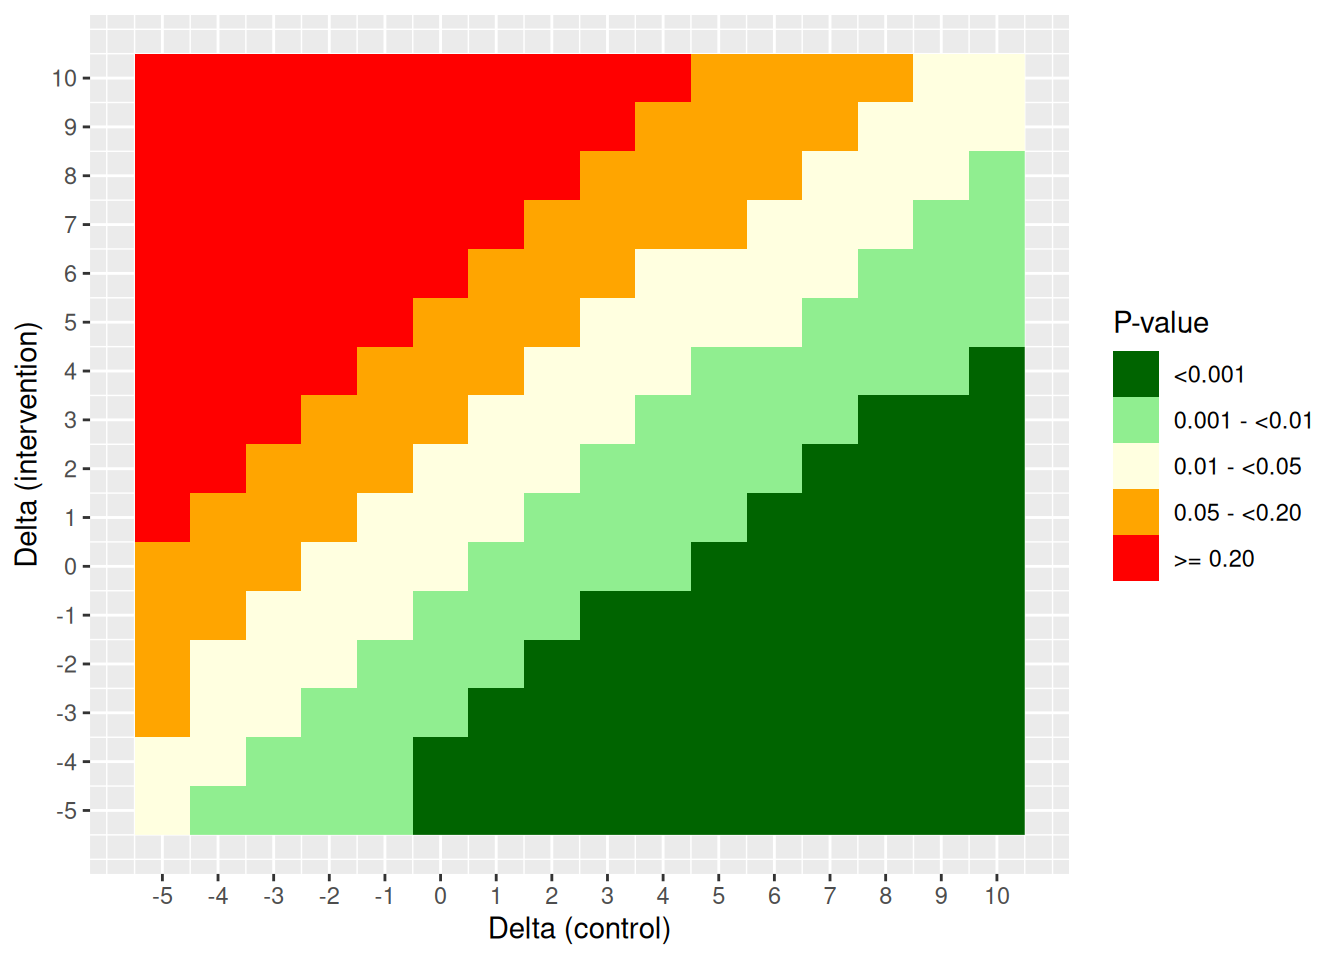 10
9
8
7
6
5
4
3
2
1
0
-1
-2
-3
-4
-5
Delta (intervention)
-5 -4 -3 -2 -1 0 1 2 3 4 5 6 7 8 9 10
Delta (control)
P-value
<0.001
0.001 - <0.01
0.01 - <0.05
0.05 - <0.20
>= 0.20